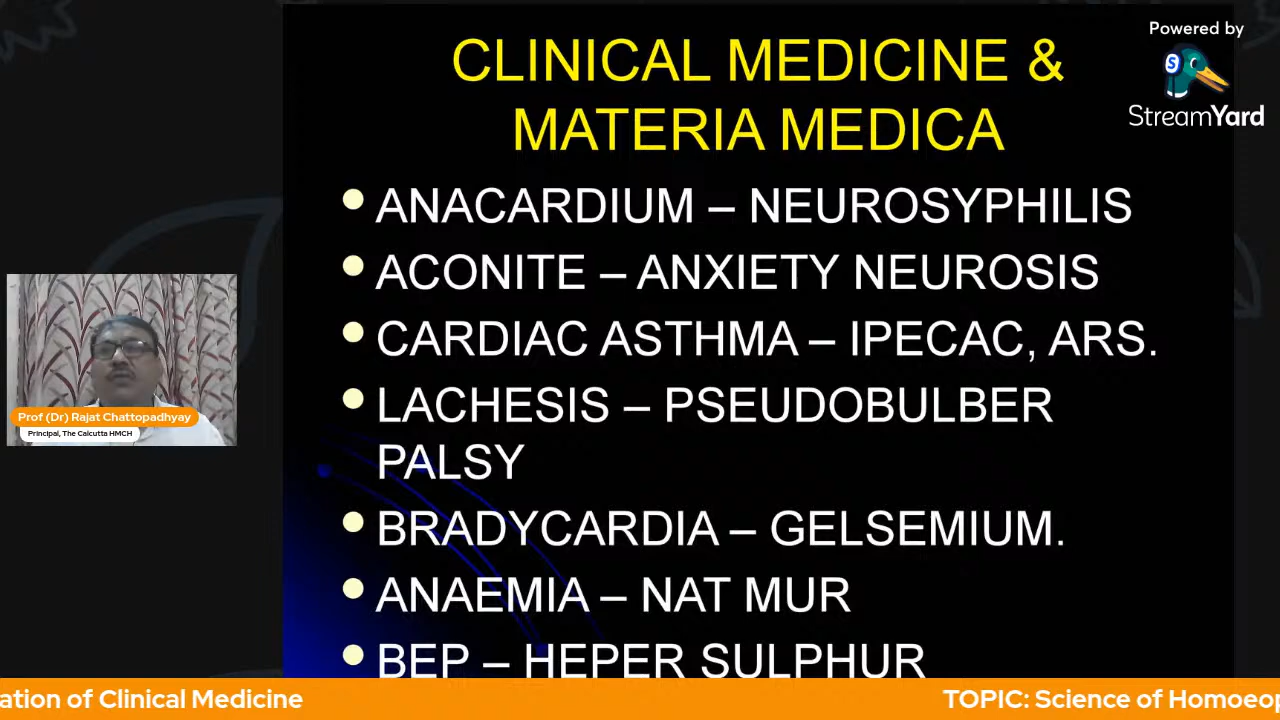 Powered by
StreamYard
CLINICAL MEDICINE &
MATERIA MEDICA
ANACARDIUM – NEUROSYPHILIS
ACONITE – ANXIETY NEUROSIS
CARDIAC ASTHMA – IPECAC, ARS.
LACHESIS – PSEUDOBULBER
PALSY
BRADYCARDIA – GELSEMIUM.
ANAEMIA – NAT MUR
BEP – HEPER SULPHUR
Prof (Dr) Rajat Chattopadhyay
Principal, The Calcutta HMCH
ation of Clinical Medicine
TOPIC: Science of Homoeop